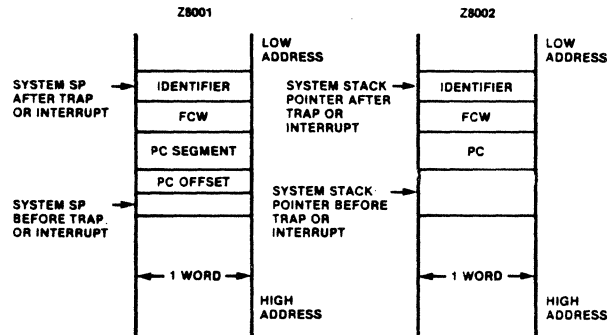 Z8001
LOW
ADDRESS
SYSTEM SP
AFTER TRAP
OR INTERRUPT
IDENTIFIER
FCW
PC SEGMENT
PC OFFSET
SYSTEM SP
BEFORE TRAP
OR INTERRUPT
1 WORD
HIGH
ADDRESS
Z8002
LOW
ADDRESS
SYSTEM STACK
POINTER AFTER
TRAP OR
INTERRUPT
IDENTIFIER
FCW
PC
SYSTEM STACK
POINTER BEFORE
TRAP OR
INTERRUPT
1 WORD
HIGH
ADDRESS